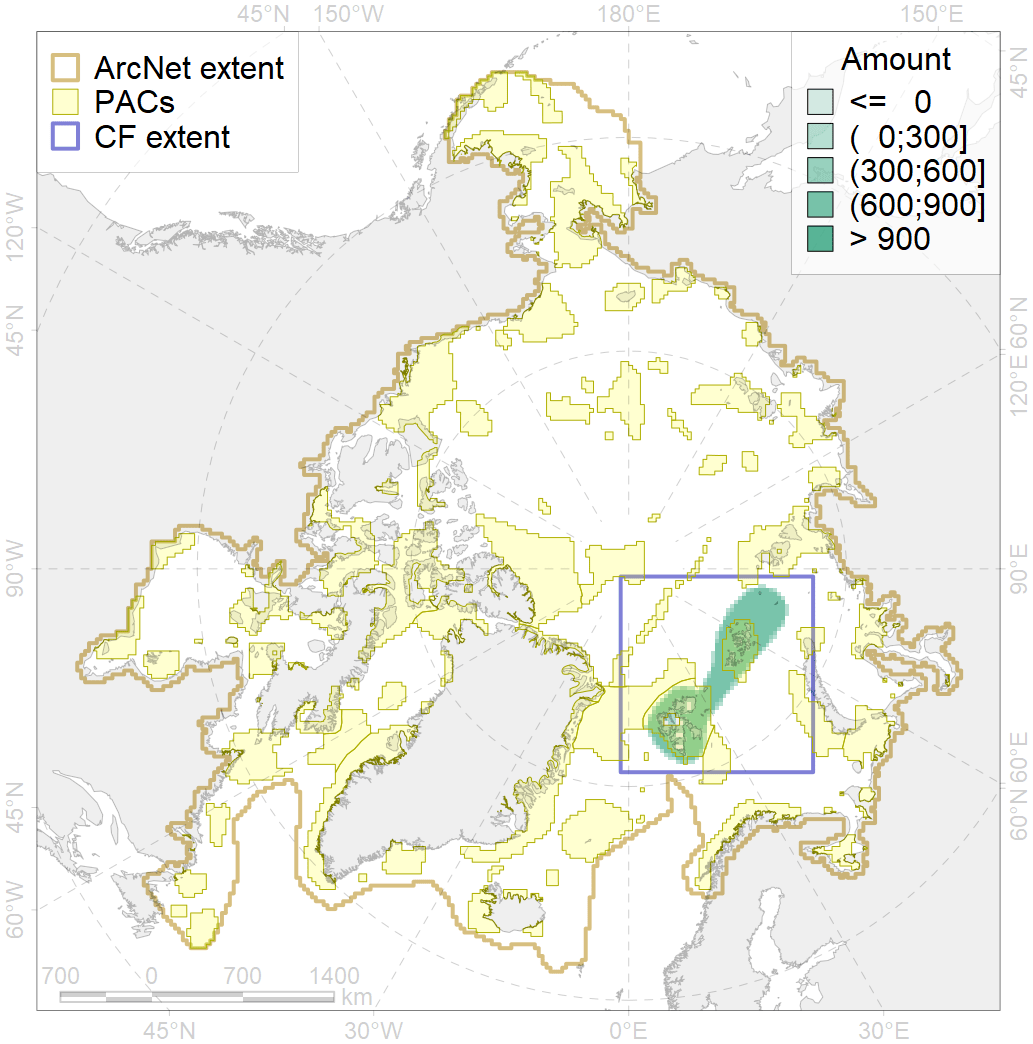 45°N 150°W 180°E 150°E
ArcNet extent
PACs
CF extent
Amount
<= 0
( 0;300]
(300;600]
(600;900]
> 900
45°N
120°W
60°N
45°N
120°E
90°W
90°E
60°E
45°N
60°N
60°W
700 0 700 1400
km
45°N 30°W 0°E 30°E